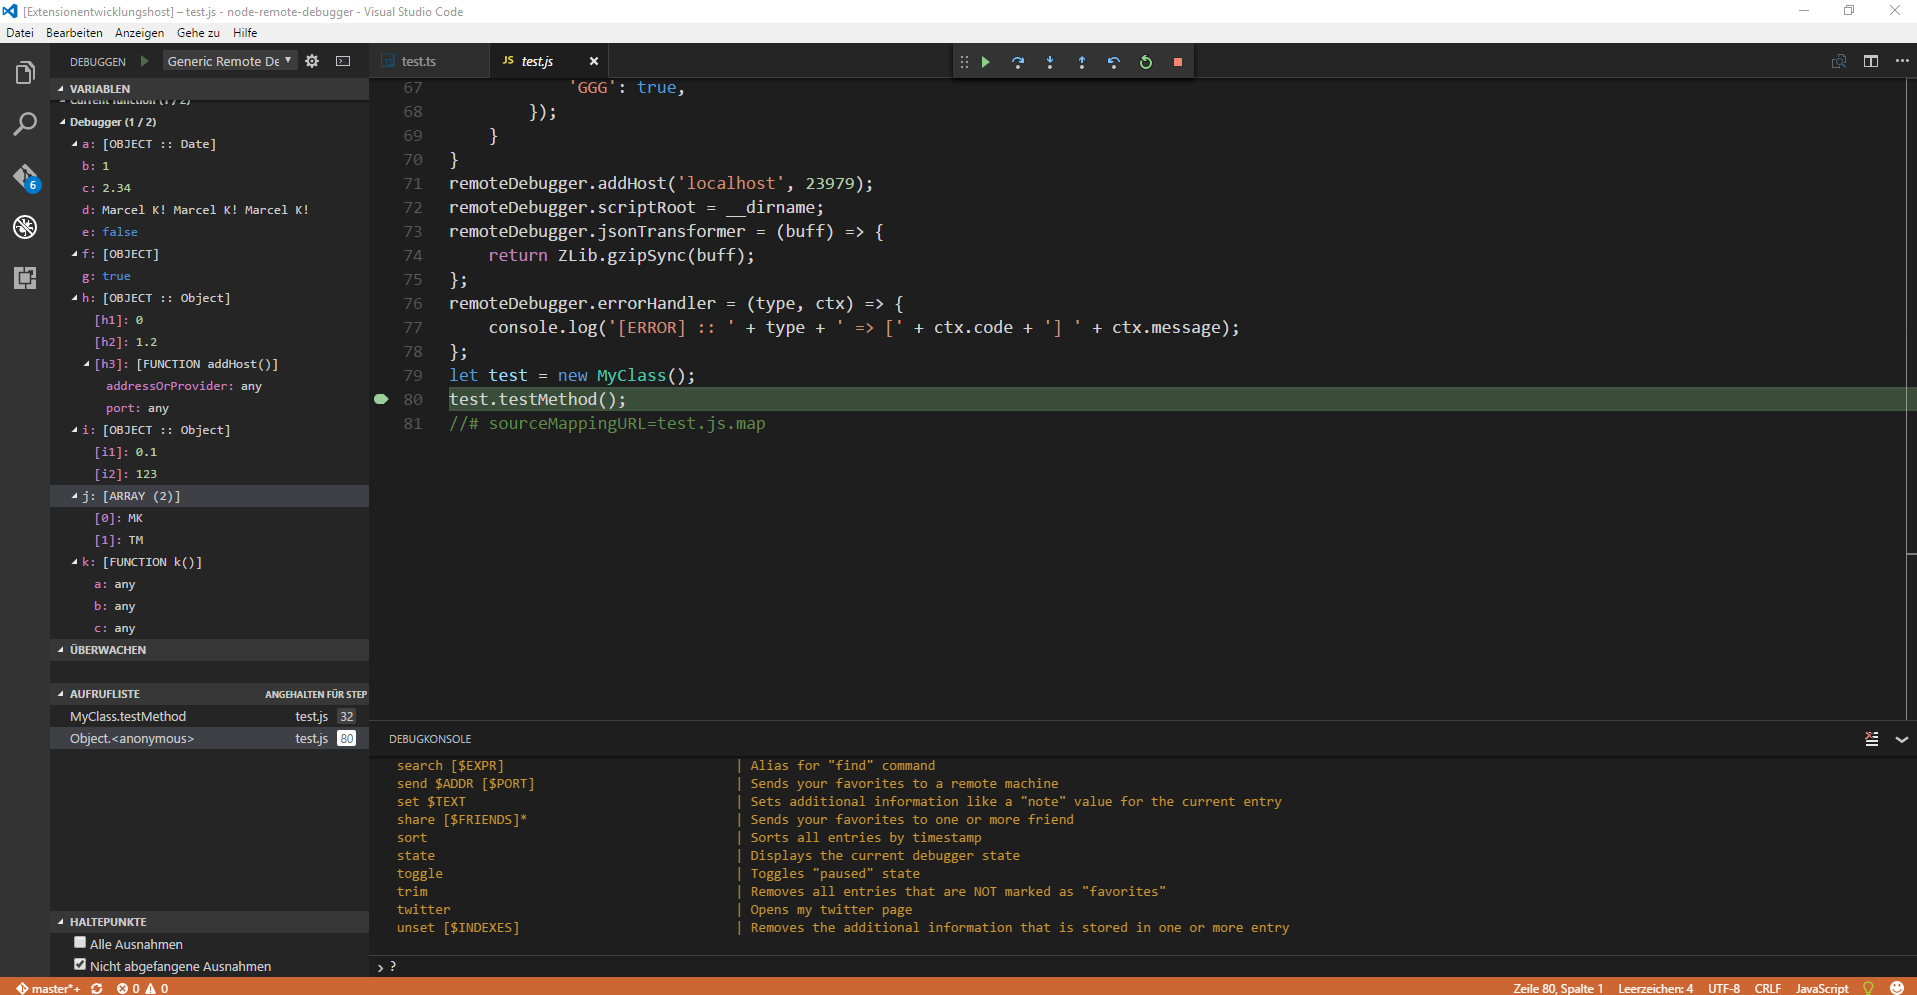 [Extensionentwicklungshost] – test.js - node-remote-debugger - Visual Studio Code
Datei Bearbeiten Anzeigen Gehe zu Hilfe
DEBUGGEN Generic Remote De
VARIABLEN
Current function (1 / 2)
Debugger (1 / 2)
a: [OBJECT :: Date]
b: 1
c: 2.34
d: Marcel K! Marcel K! Marcel K!
e: false
f: [OBJECT]
g: true
h: [OBJECT :: Object]
[h1]: 0
[h2]: 1.2
[h3]: [FUNCTION addHost()]
addressOrProvider: any
port: any
i: [OBJECT :: Object]
[i1]: 0.1
[i2]: 123
j: [ARRAY (2)]
[0]: MK
[1]: TM
k: [FUNCTION k()]
a: any
b: any
c: any
ÜBERWACHEN
AUFRUFLISTE ANGEHALTEN FÜR STEP
MyClass.testMethod test.js 32
Object.<anonymous> test.js 80
HALTEPUNKTE
Alle Ausnahmen
Nicht abgefangene Ausnahmen
6
test.ts JS test.js
67 'GGG': true,
68 });
69 }
70 }
71 remoteDebugger.addHost('localhost', 23979);
72 remoteDebugger.scriptRoot = __dirname;
73 remoteDebugger.jsonTransformer = (buff) => {
74 return ZLib.gzipSync(buff);
75 };
76 remoteDebugger.errorHandler = (type, ctx) => {
77 console.log('[ERROR] :: ' + type + ' => [' + ctx.code + '] ' + ctx.message);
78 };
79 let test = new MyClass();
80 test.testMethod();
81 //# sourceMappingURL=test.js.map
DEBUGKONSOLE
search [$EXPR] | Alias for "find" command
send $ADDR [$PORT] | Sends your favorites to a remote machine
set $TEXT | Sets additional information like a "note" value for the current entry
share [$FRIENDS]* | Sends your favorites to one or more friend
sort | Sorts all entries by timestamp
state | Displays the current debugger state
toggle | Toggles "paused" state
trim | Removes all entries that are NOT marked as "favorites"
twitter | Opens my twitter page
unset [$INDEXES] | Removes the additional information that is stored in one or more entry
> ?
master*+ 0 0 Zeile 80, Spalte 1 Leerzeichen: 4 UTF-8 CRLF JavaScript